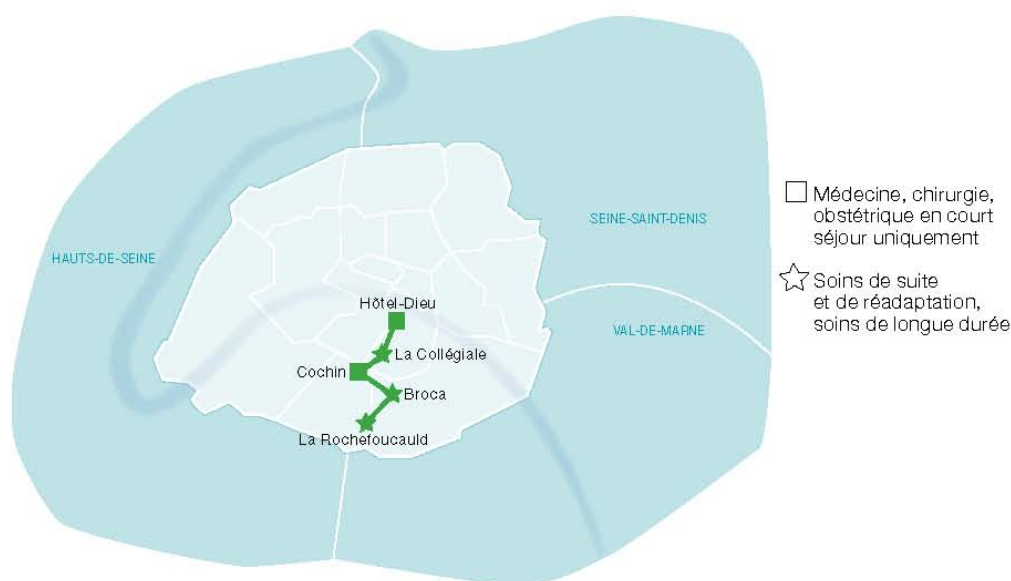 HAUTS-DE-SEINE
SEINE-SAINT-DENIS
VAL-DE-MARNE
Hôtel-Dieu
La Collégiale
Cochin
Broca
La Rochefoucauld
Médecine, chirurgie,
obstétrique en court
séjour uniquement
Soins de suite
et de réadaptation,
soins de longue durée